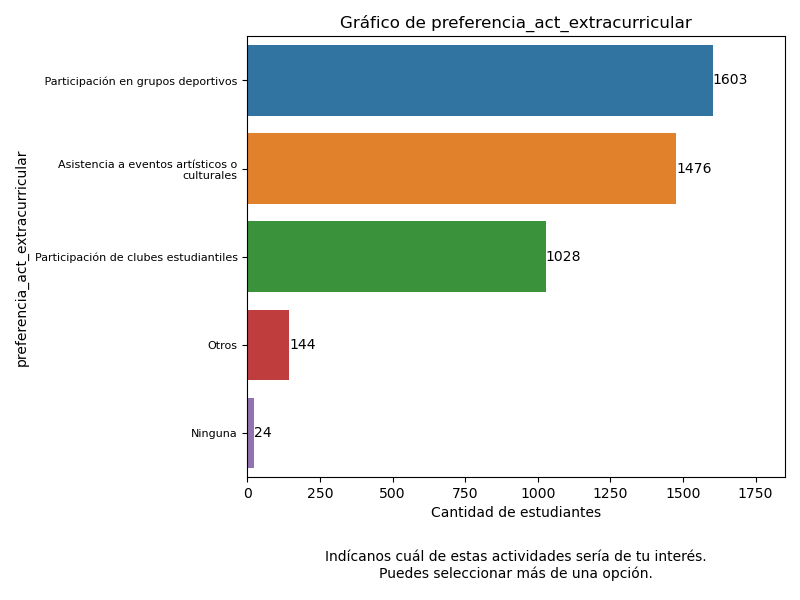 Gráfico de preferencia_act_extracurricular
preferencia_act_extracurricular
Participación en grupos deportivos
1603
Asistencia a eventos artísticos o
culturales
1476
Participación de clubes estudiantiles
1028
Otros
144
Ninguna
24
0 250 500 750 1000 1250 1500 1750
Cantidad de estudiantes
Indícanos cuál de estas actividades sería de tu interés.
Puedes seleccionar más de una opción.